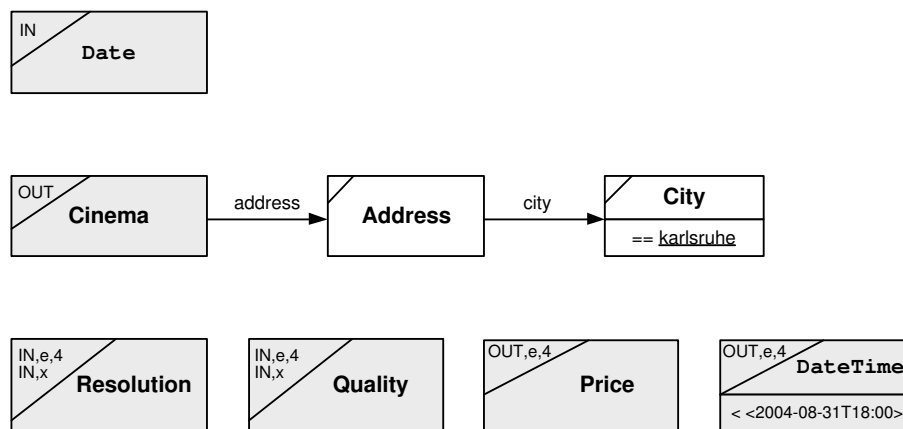 IN
Date
OUT
Cinema
address
Address
city
City
== karlsruhe
IN,e,4
IN,x
Resolution
IN,e,4
IN,x
Quality
OUT,e,4
Price
OUT,e,4
DateTime
< <2004-08-31T18:00>